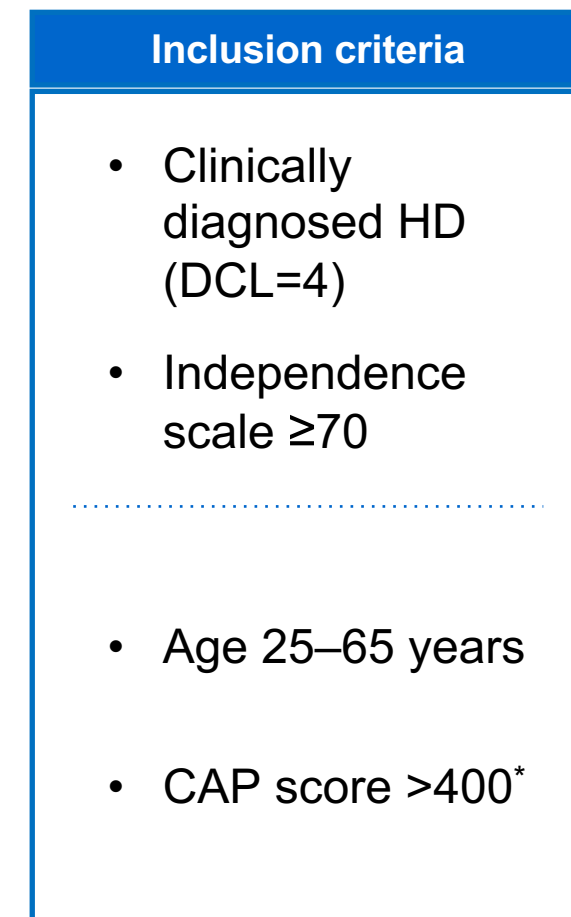 Inclusion criteria
• Clinically
diagnosed HD
(DCL=4)
• Independence
scale ≥70
• Age 25–65 years
• CAP score >400*